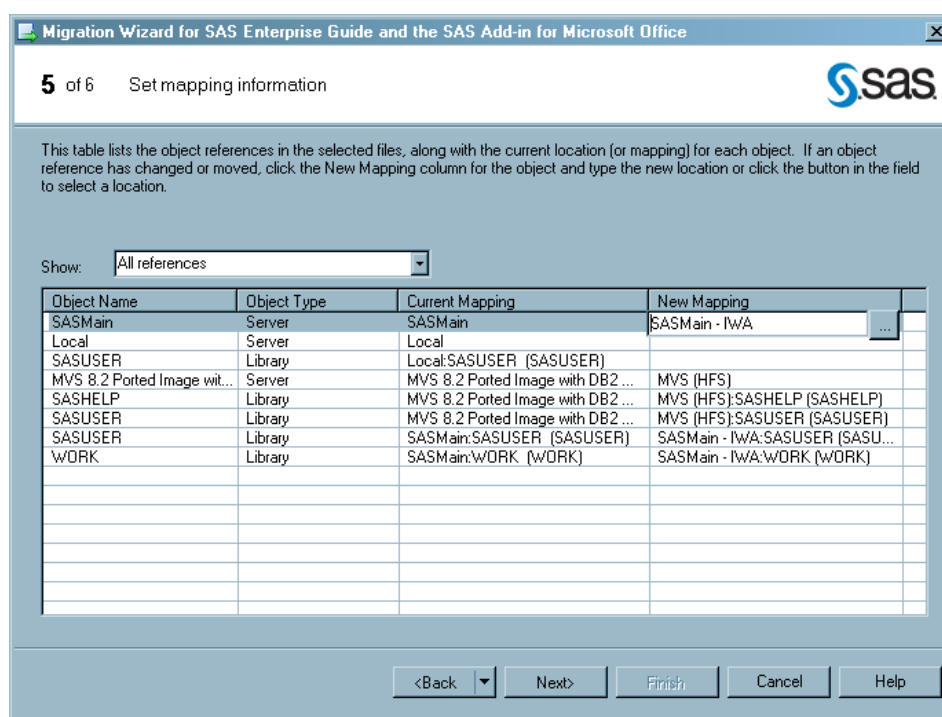 Migration Wizard for SAS Enterprise Guide and the SAS Add-in for Microsoft Office
5 of 6 Set mapping information
sas
This table lists the object references in the selected files, along with the current location (or mapping) for each object. If an object
reference has changed or moved, click the New Mapping column for the object and type the new location or click the button in the field
to select a location.
Show: All references
Object Name Object Type Current Mapping New Mapping
SASMain Server SASMain SASMain - IWA ...
Local Server Local
SASUSER Library Local:SASUSER (SASUSER)
MVS 8.2 Ported Image wit... Server MVS 8.2 Ported Image with DB2 ... MVS (HFS)
SASHELP Library MVS 8.2 Ported Image with DB2 ... MVS (HFS):SASHELP (SASHELP)
SASUSER Library MVS 8.2 Ported Image with DB2 ... MVS (HFS):SASUSER (SASUSER)
SASUSER Library SASMain:SASUSER (SASUSER) SASMain - IWA:SASUSER (SASU...
WORK Library SASMain:WORK (WORK) SASMain - IWA:WORK (WORK)
<Back Next> Finish Cancel Help